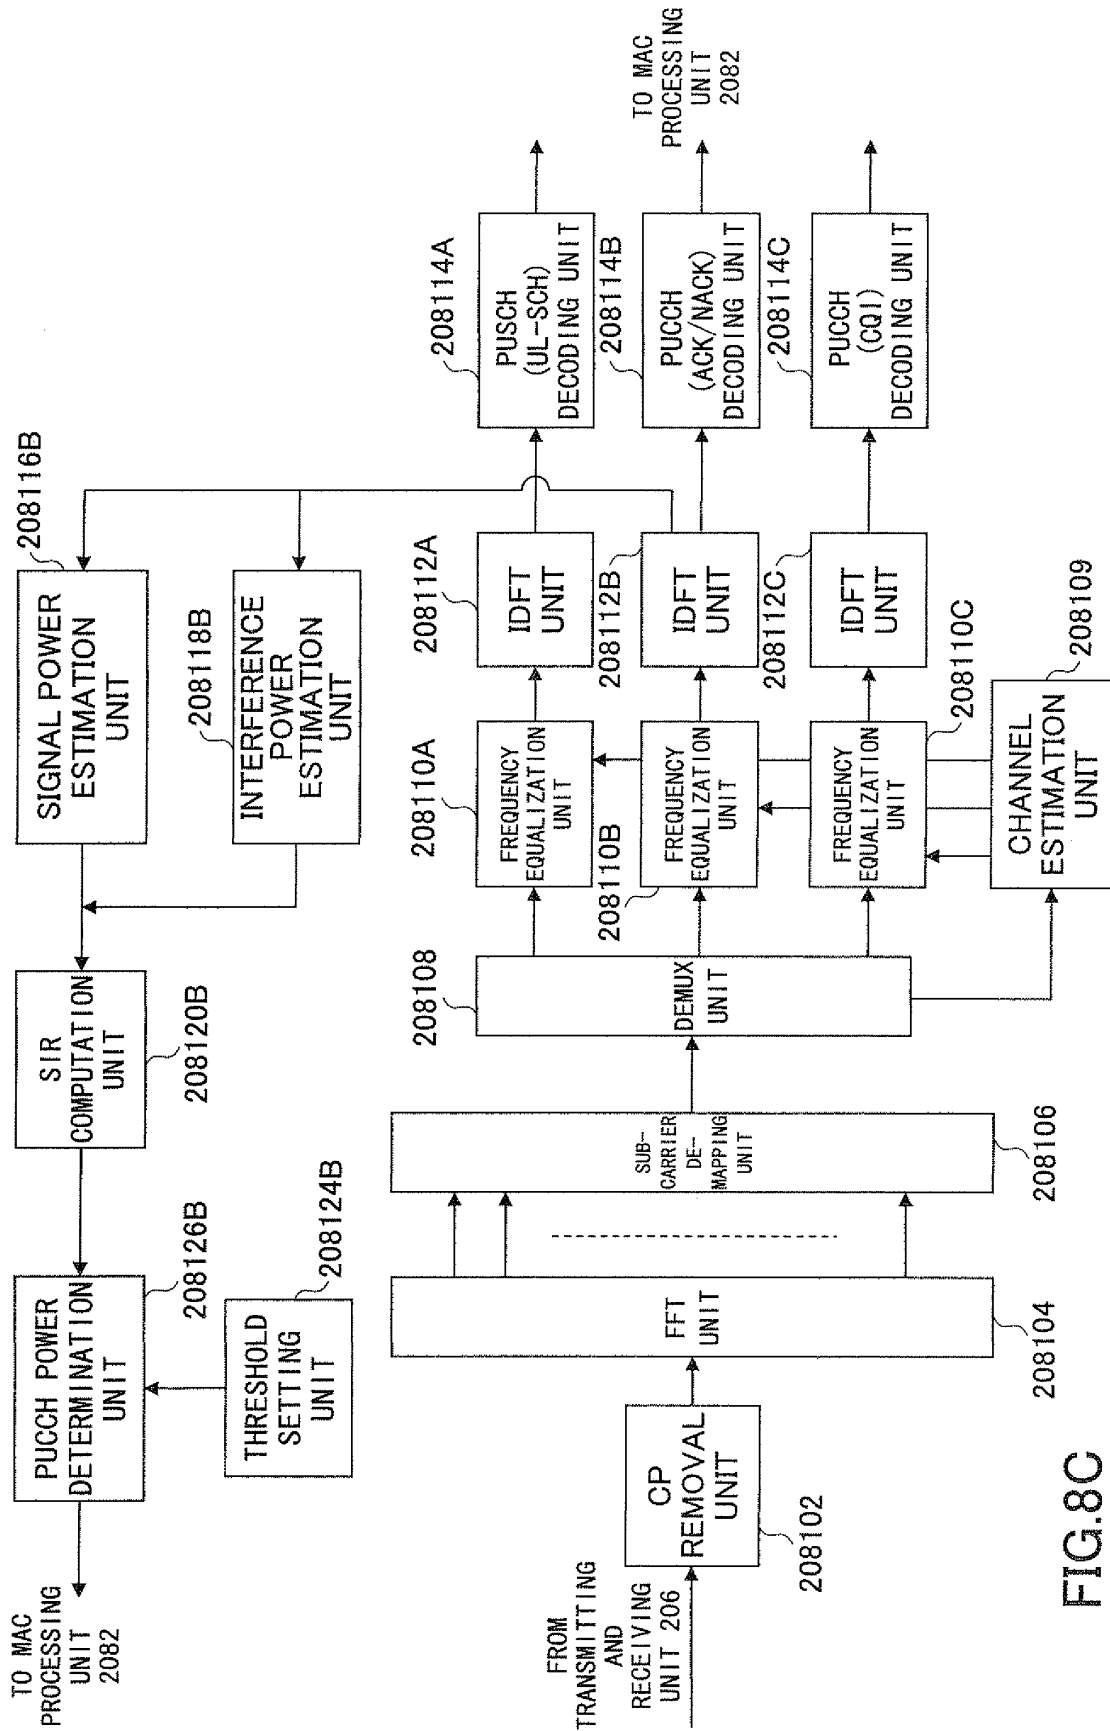 TO MAC
PROCESSING
UNIT
2082
PUCCH POWER
DETERMINATION
UNIT
208126B
THRESHOLD
SETTING
UNIT
208124B
SIR
COMPUTATION
UNIT
208120B
SIGNAL POWER
ESTIMATION
UNIT
208116B
INTERFERENCE
POWER
ESTIMATION
UNIT
208118B
FROM
TRANSMITTING
AND
RECEIVING
UNIT 206
CP
REMOVAL
UNIT
208102
FFT
UNIT
208104
SUB-
CARRIER
DE-
MAPPING
UNIT
208106
DEMUX
UNIT
208108
FREQUENCY
EQUALIZATION
UNIT
208110A
FREQUENCY
EQUALIZATION
UNIT
208110B
FREQUENCY
EQUALIZATION
UNIT
208110C
CHANNEL
ESTIMATION
UNIT
208109
IDFT
UNIT
208112A
IDFT
UNIT
208112B
IDFT
UNIT
208112C
PUSCH
(UL-SCH)
DECODING UNIT
208114A
PUCCH
(ACK/NACK)
DECODING UNIT
208114B
PUCCH
(CQI)
DECODING UNIT
208114C
TO MAC
PROCESSING
UNIT
2082
FIG.8C